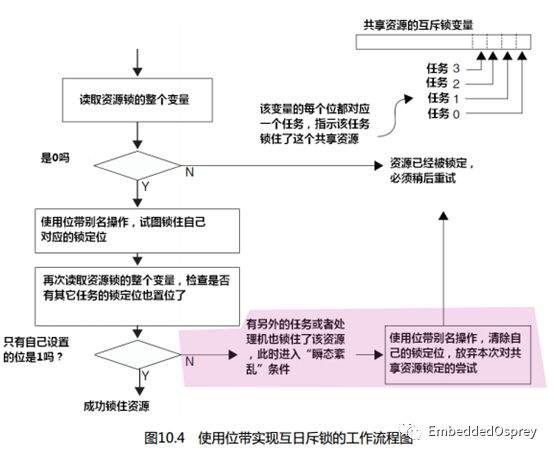 共享资源的互斥锁变量
任务 3
任务 2
任务 1
任务 0
读取资源锁的整个变量
该变量的每个位都对应
一个任务，指示该任务
锁住了这个共享资源
是0吗
N
Y
资源已经被锁定，
必须稍后重试
使用位带别名操作，试图锁住自己
对应的锁定位
再次读取资源锁的整个变量，检查是否
有其它任务的锁定位也置位了
只有自己设置
的位是1吗？
N
Y
有另外的任务或者处
理机也锁住了该资源
，此时进入“瞬态紊
乱”条件
使用位带别名操作，清除自
己的锁定位，放弃本次对共
享资源锁定的尝试
成功锁住资源
图10.4 使用位带实现互日斥锁的工作流程图
EmbeddedOsprey